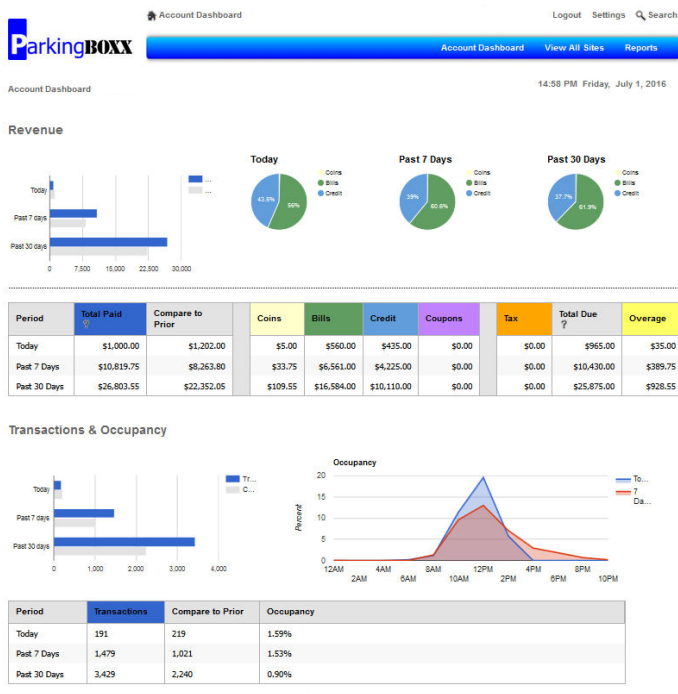 Account Dashboard
Logout Settings Search
ParkingBOXX
Account Dashboard View All Sites Reports
Account Dashboard
14:58 PM Friday, July 1, 2016
Revenue
Today
Past 7 days
Past 30 days
0 7,500 15,000 22,500 30,000
...
...
Today
43.5% 56%
Coins
Bills
Credit
Past 7 Days
39% 60.6%
Coins
Bills
Credit
Past 30 Days
37.7% 61.9%
Coins
Bills
Credit
Period Total Paid ? Compare to Prior Coins Bills Credit Coupons Tax Total Due ? Overage
Today $1,000.00 $1,202.00 $5.00 $560.00 $435.00 $0.00 $0.00 $965.00 $35.00
Past 7 Days $10,819.75 $8,263.80 $33.75 $6,561.00 $4,225.00 $0.00 $0.00 $10,430.00 $389.75
Past 30 Days $26,803.55 $22,352.05 $109.55 $16,584.00 $10,110.00 $0.00 $0.00 $25,875.00 $928.55
Transactions & Occupancy
Today
Past 7 days
Past 30 days
0 1,000 2,000 3,000 4,000
Tr...
C...
Occupancy
Percent
20
15
10
5
0
12AM 4AM 8AM 12PM 4PM 8PM
2AM 6AM 10AM 2PM 6PM 10PM
To...
7
Da...
Period Transactions Compare to Prior Occupancy
Today 191 219 1.59%
Past 7 Days 1,479 1,021 1.53%
Past 30 Days 3,429 2,240 0.90%